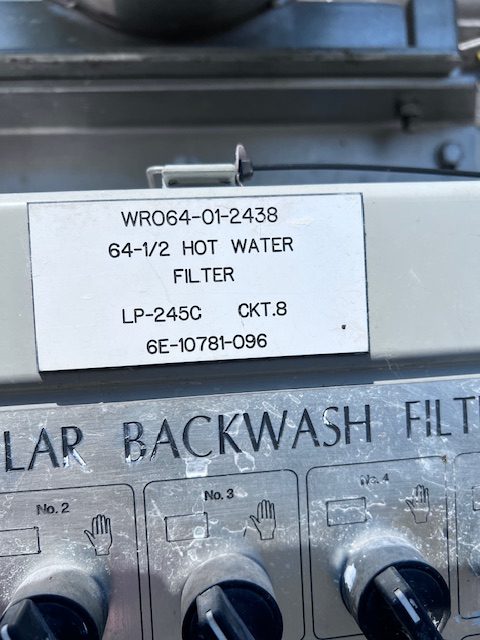 WRO64-01-2438
64-1/2 HOT WATER
FILTER
LP-245C CKT.8
6E-10781-096
LAR BACKWASH FILT
No. 2 No. 3 No. 4